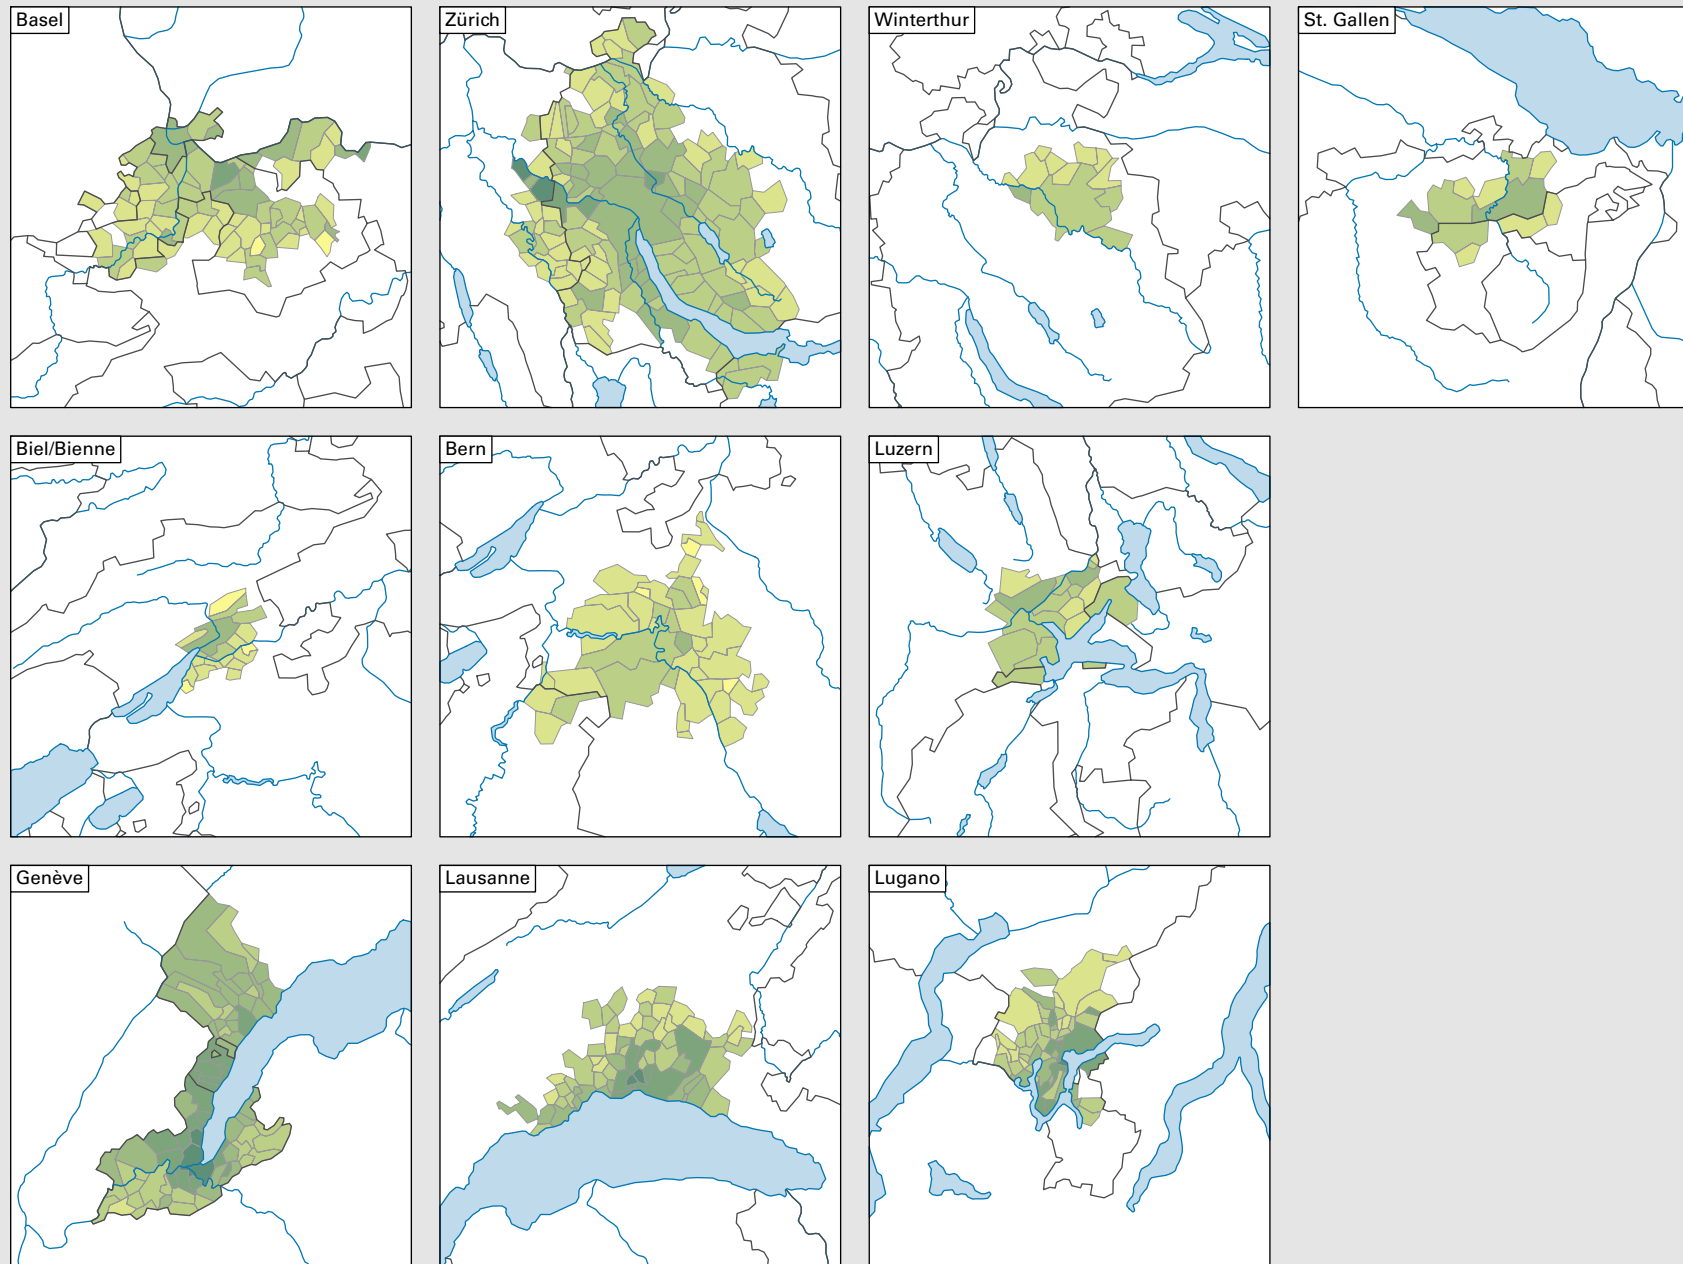 Basel
Zürich
Winterthur
St. Gallen
Biel/Bienne
Bern
Luzern
Genève
Lausanne
Lugano